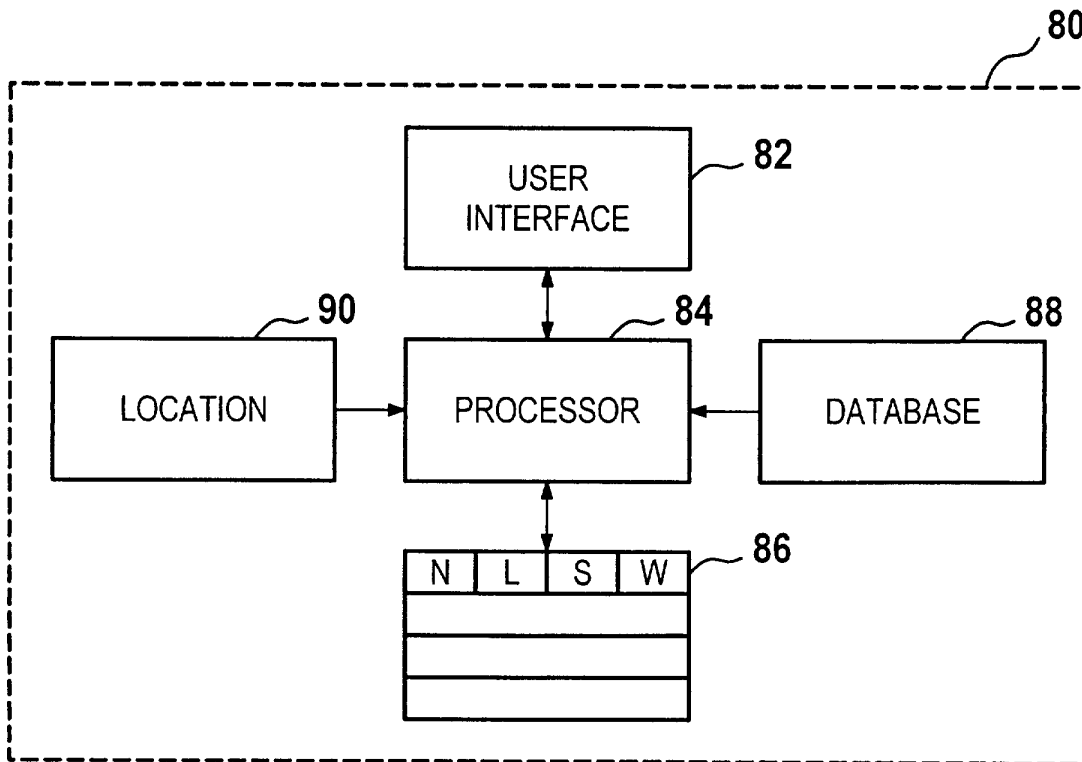 80
USER
INTERFACE
82
90
84
88
LOCATION
PROCESSOR
DATABASE
N L S W
86